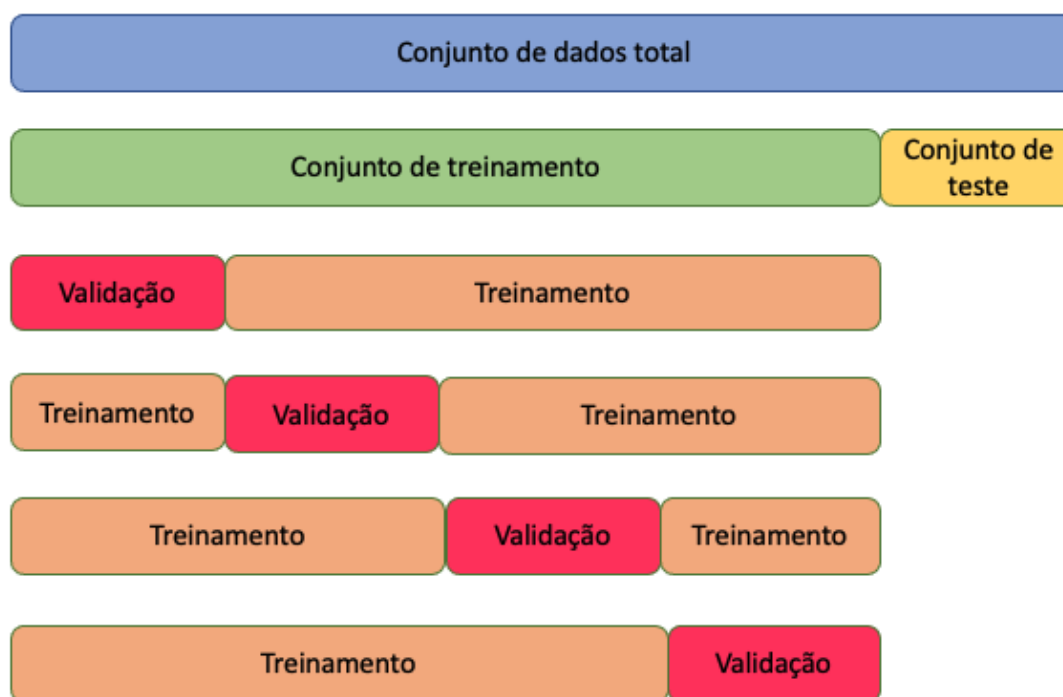 Conjunto de dados total
Conjunto de treinamento
Conjunto de
teste
Validação
Treinamento
Treinamento
Validação
Treinamento
Treinamento
Validação
Treinamento
Treinamento
Validação